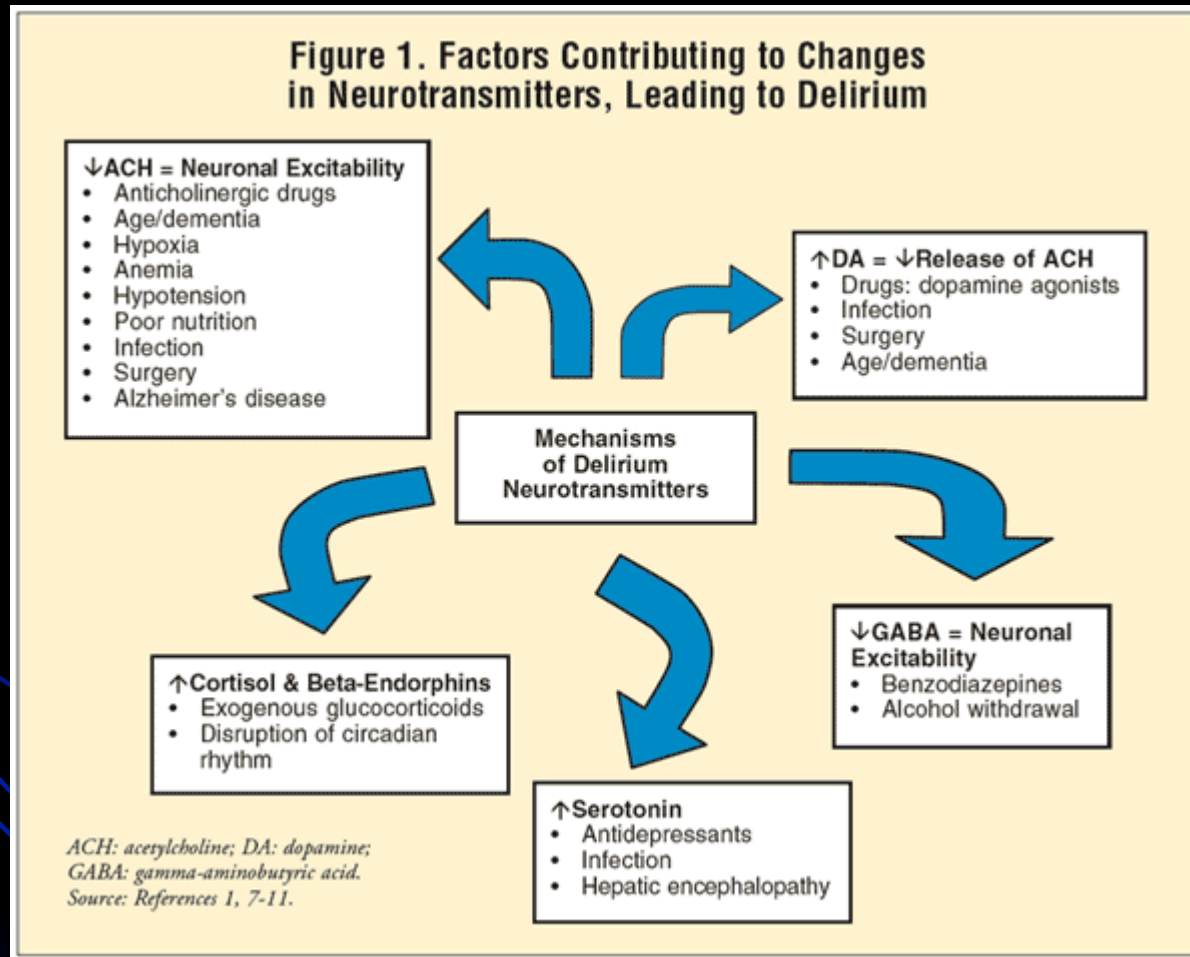 Figure 1. Factors Contributing to Changes
in Neurotransmitters, Leading to Delirium
↓ACH = Neuronal Excitability
• Anticholinergic drugs
• Age/dementia
• Hypoxia
• Anemia
• Hypotension
• Poor nutrition
• Infection
• Surgery
• Alzheimer's disease
↑DA = ↓Release of ACH
• Drugs: dopamine agonists
• Infection
• Surgery
• Age/dementia
Mechanisms
of Delirium
Neurotransmitters
↑Cortisol & Beta-Endorphins
• Exogenous glucocorticoids
• Disruption of circadian
rhythm
↓GABA = Neuronal
Excitability
• Benzodiazepines
• Alcohol withdrawal
↑Serotonin
• Antidepressants
• Infection
• Hepatic encephalopathy
ACH: acetylcholine; DA: dopamine;
GABA: gamma-aminobutyric acid.
Source: References 1, 7-11.